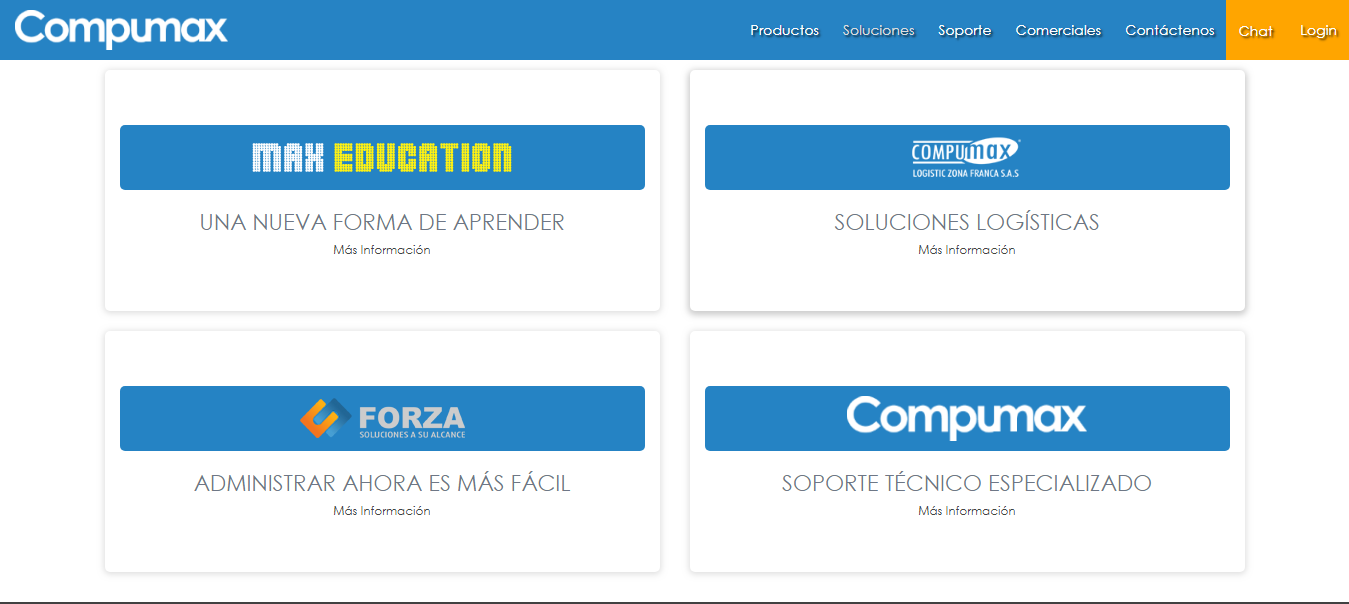 Compumax
Productos Soluciones Soporte Comerciales Contáctenos Chat Login
MAX EDUCATION
UNA NUEVA FORMA DE APRENDER
Más Información
COMPUmax
LOGISTIC ZONA FRANCA S.A.S
SOLUCIONES LOGÍSTICAS
Más Información
FORZA
SOLUCIONES A SU ALCANCE
ADMINISTRAR AHORA ES MÁS FÁCIL
Más Información
Compumax
SOPORTE TÉCNICO ESPECIALIZADO
Más Información